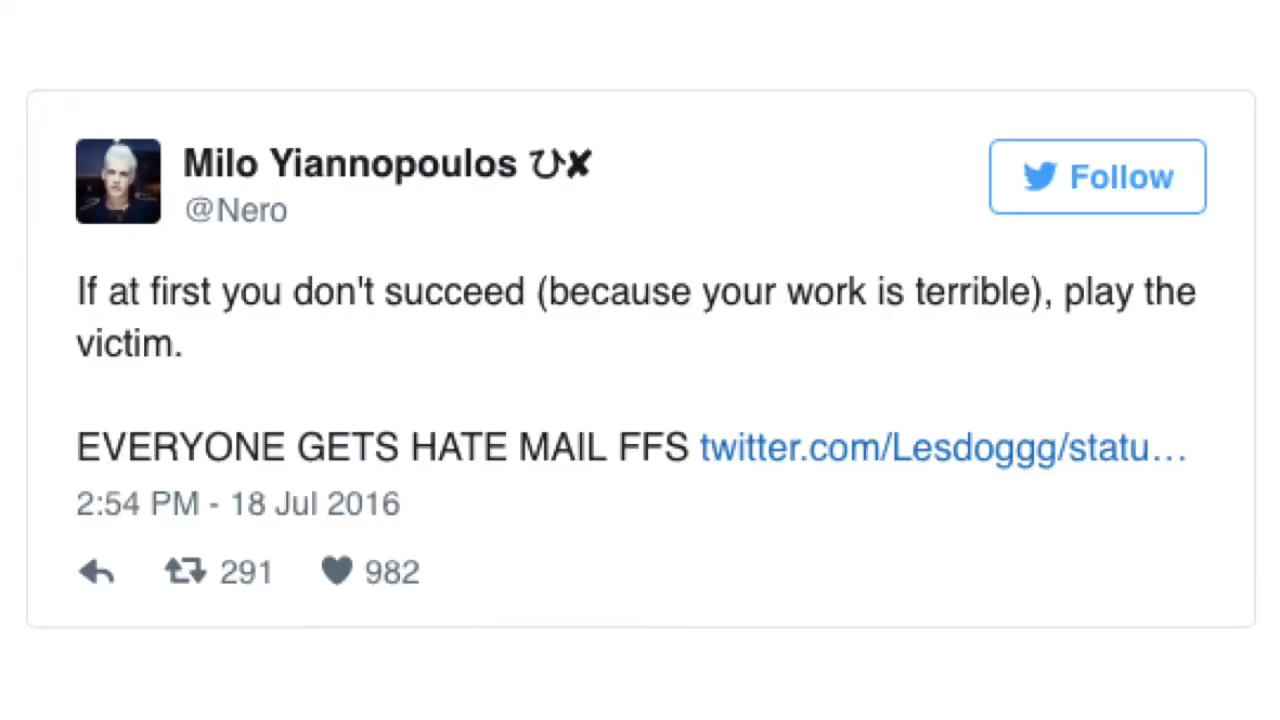 Milo Yiannopoulos ひ✘
@Nero
Follow
If at first you don't succeed (because your work is terrible), play the
victim.
EVERYONE GETS HATE MAIL FFS twitter.com/Lesdoggg/statu…
2:54 PM - 18 Jul 2016
291 982